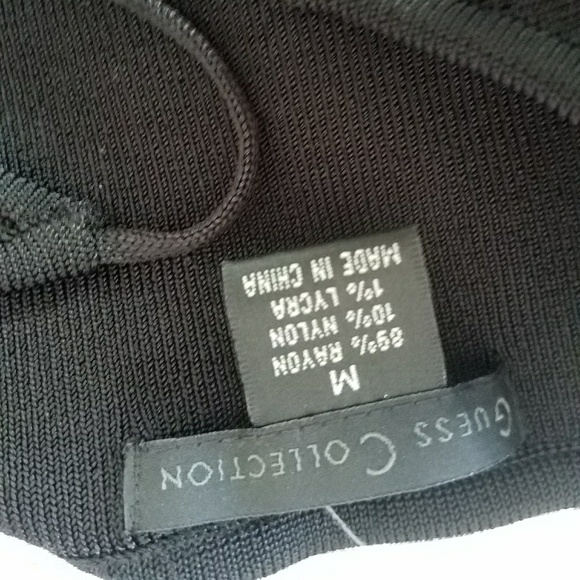 GUESS COLLECTION
M
89% RAYON
10% NYLON
1% LYCRA
MADE IN CHINA